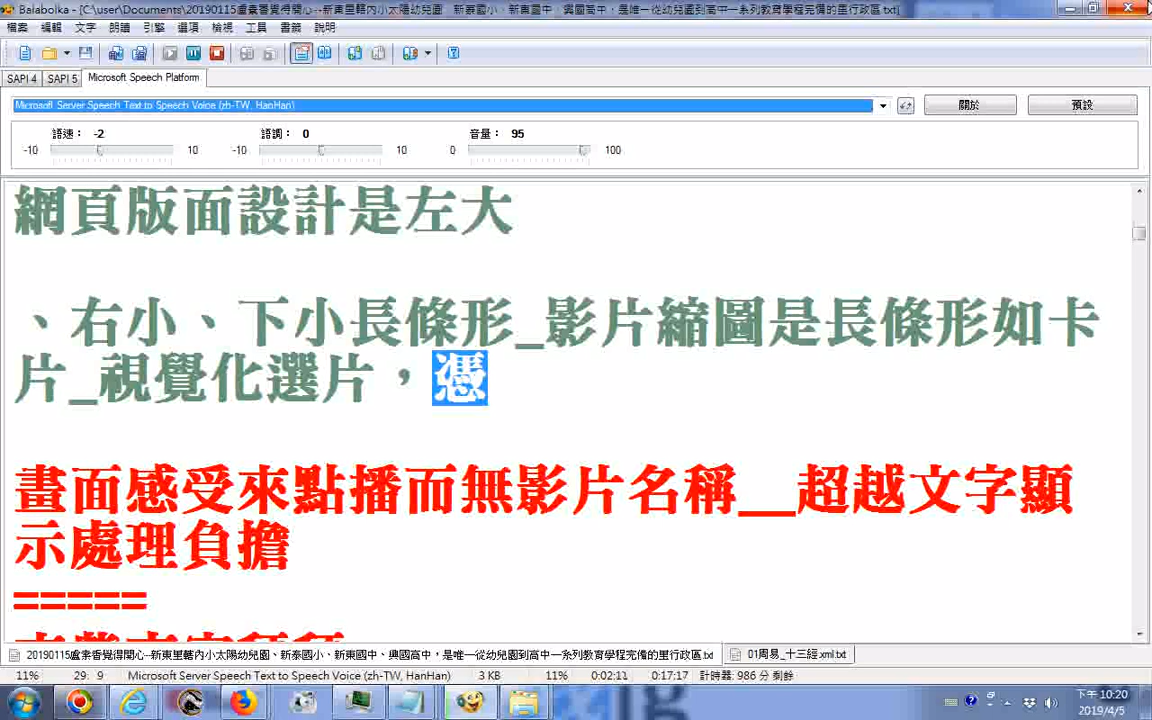 Balabolka - [C:\user\Documents\20190115盧素香覺得開心--新東里轄內小太陽幼兒園、新泰國小、新東國中、興國高中，是唯一從幼兒園到高中一系列教育學程完備的里行政區.txt]
檔案 編輯 文字 朗讀 引擎 選項 檢視 工具 書籤 說明
SAPI 4 SAPI 5 Microsoft Speech Platform
Microsoft Server Speech Text to Speech Voice (zh-TW, HanHan) 關於 預設
語速： -2 語調： 0 音量： 95
-10 10 -10 10 0 100
網頁版面設計是左大
、右小、下小長條形_影片縮圖是長條形如卡
片_視覺化選片，憑
畫面感受來點播而無影片名稱__超越文字顯
示處理負擔
=====
20190115盧素香覺得開心--新東里轄內小太陽幼兒園、新泰國小、新東國中、興國高中，是唯一從幼兒園到高中一系列教育學程完備的里行政區.txt 01周易_十三經.xml.txt
11% 29: 9 Microsoft Server Speech Text to Speech Voice (zh-TW, HanHan) 3 KB 11% 0:02:11 0:17:17 計時器: 986 分 剩餘
下午 10:20
2019/4/5